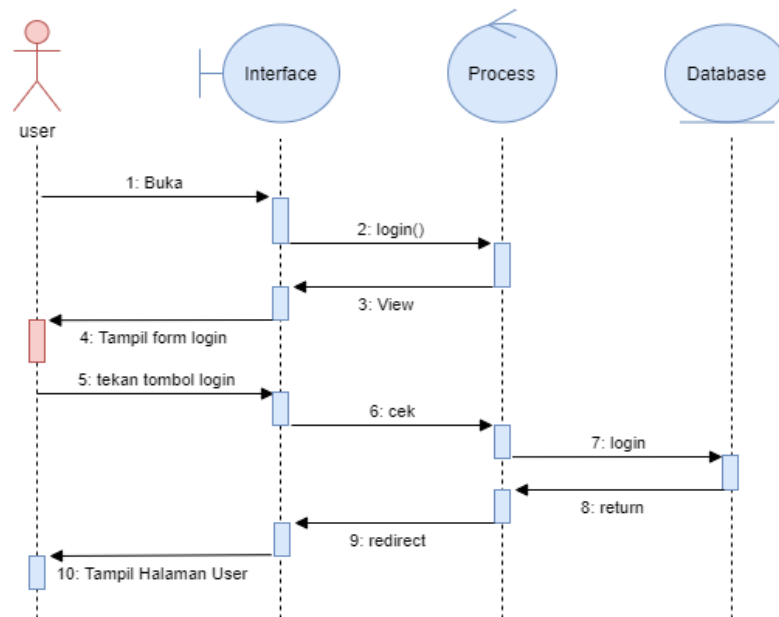 Interface
Process
Database
user
1: Buka
2: login()
3: View
4: Tampil form login
5: tekan tombol login
6: cek
7: login
8: return
9: redirect
10: Tampil Halaman User